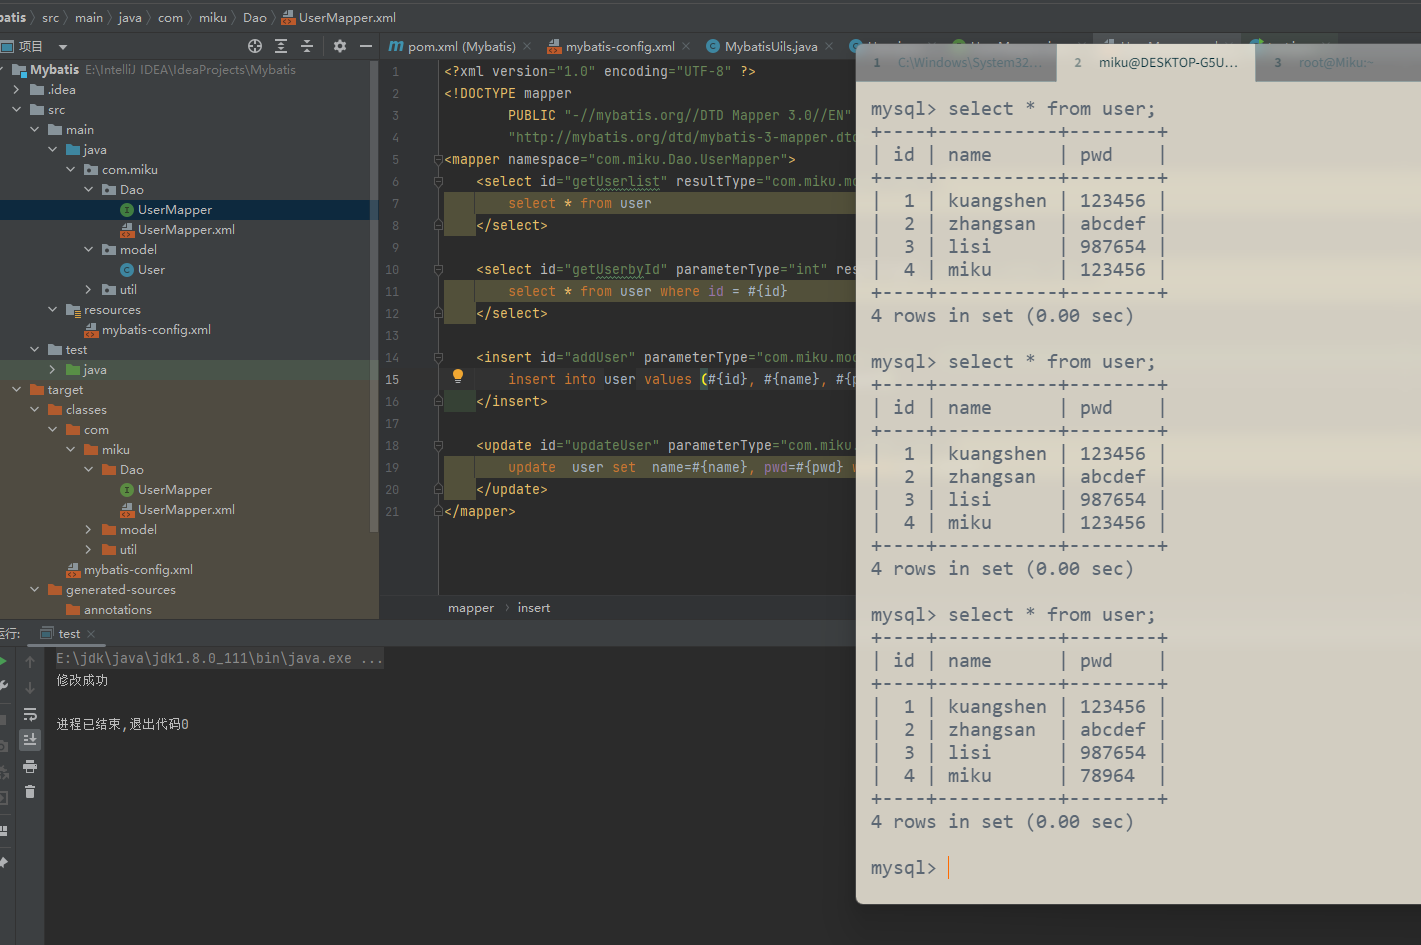 batis src main java com miku Dao UserMapper.xml
项目
pom.xml (Mybatis) mybatis-config.xml MybatisUils.java
Mybatis E:\IntelliJ IDEA\IdeaProjects\Mybatis
.idea
src
main
java
com.miku
Dao
UserMapper
UserMapper.xml
model
User
util
resources
mybatis-config.xml
test
java
target
classes
com
miku
Dao
UserMapper
UserMapper.xml
model
util
mybatis-config.xml
generated-sources
annotations
1 <?xml version="1.0" encoding="UTF-8" ?>
2 <!DOCTYPE mapper
3 PUBLIC "-//mybatis.org//DTD Mapper 3.0//EN"
4 "http://mybatis.org/dtd/mybatis-3-mapper.dtd
5 <mapper namespace="com.miku.Dao.UserMapper">
6 <select id="getUserlist" resultType="com.miku.mo
7 select * from user
8 </select>
9
10 <select id="getUserbyId" parameterType="int" res
11 select * from user where id = #{id}
12 </select>
13
14 <insert id="addUser" parameterType="com.miku.mod
15 insert into user values (#{id}, #{name}, #{p
16 </insert>
17
18 <update id="updateUser" parameterType="com.miku.
19 update  user set  name=#{name}, pwd=#{pwd} w
20 </update>
21 </mapper>
mapper insert
1 C:\Windows\System32... 2 miku@DESKTOP-G5U... 3 root@Miku:~
mysql> select * from user;
+----+-----------+--------+
| id | name      | pwd    |
+----+-----------+--------+
|  1 | kuangshen | 123456 |
|  2 | zhangsan  | abcdef |
|  3 | lisi      | 987654 |
|  4 | miku      | 123456 |
+----+-----------+--------+
4 rows in set (0.00 sec)
mysql> select * from user;
+----+-----------+--------+
| id | name      | pwd    |
+----+-----------+--------+
|  1 | kuangshen | 123456 |
|  2 | zhangsan  | abcdef |
|  3 | lisi      | 987654 |
|  4 | miku      | 123456 |
+----+-----------+--------+
4 rows in set (0.00 sec)
mysql> select * from user;
+----+-----------+--------+
| id | name      | pwd    |
+----+-----------+--------+
|  1 | kuangshen | 123456 |
|  2 | zhangsan  | abcdef |
|  3 | lisi      | 987654 |
|  4 | miku      | 78964  |
+----+-----------+--------+
4 rows in set (0.00 sec)
mysql>
运行: test
E:\jdk\java\jdk1.8.0_111\bin\java.exe ...
修改成功
进程已结束,退出代码0